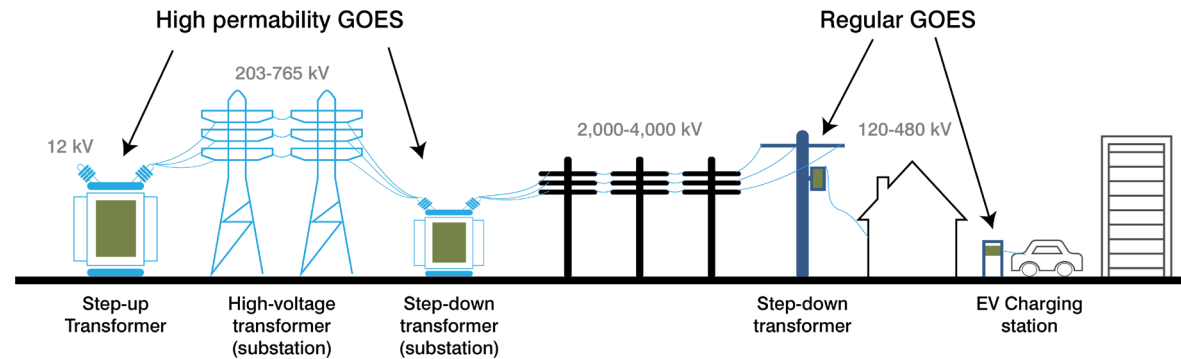 High permability GOES
Regular GOES
203-765 kV
12 kV
2,000-4,000 kV
120-480 kV
Step-up
Transformer
High-voltage
transformer
(substation)
Step-down
transformer
(substation)
Step-down
transformer
EV Charging
station